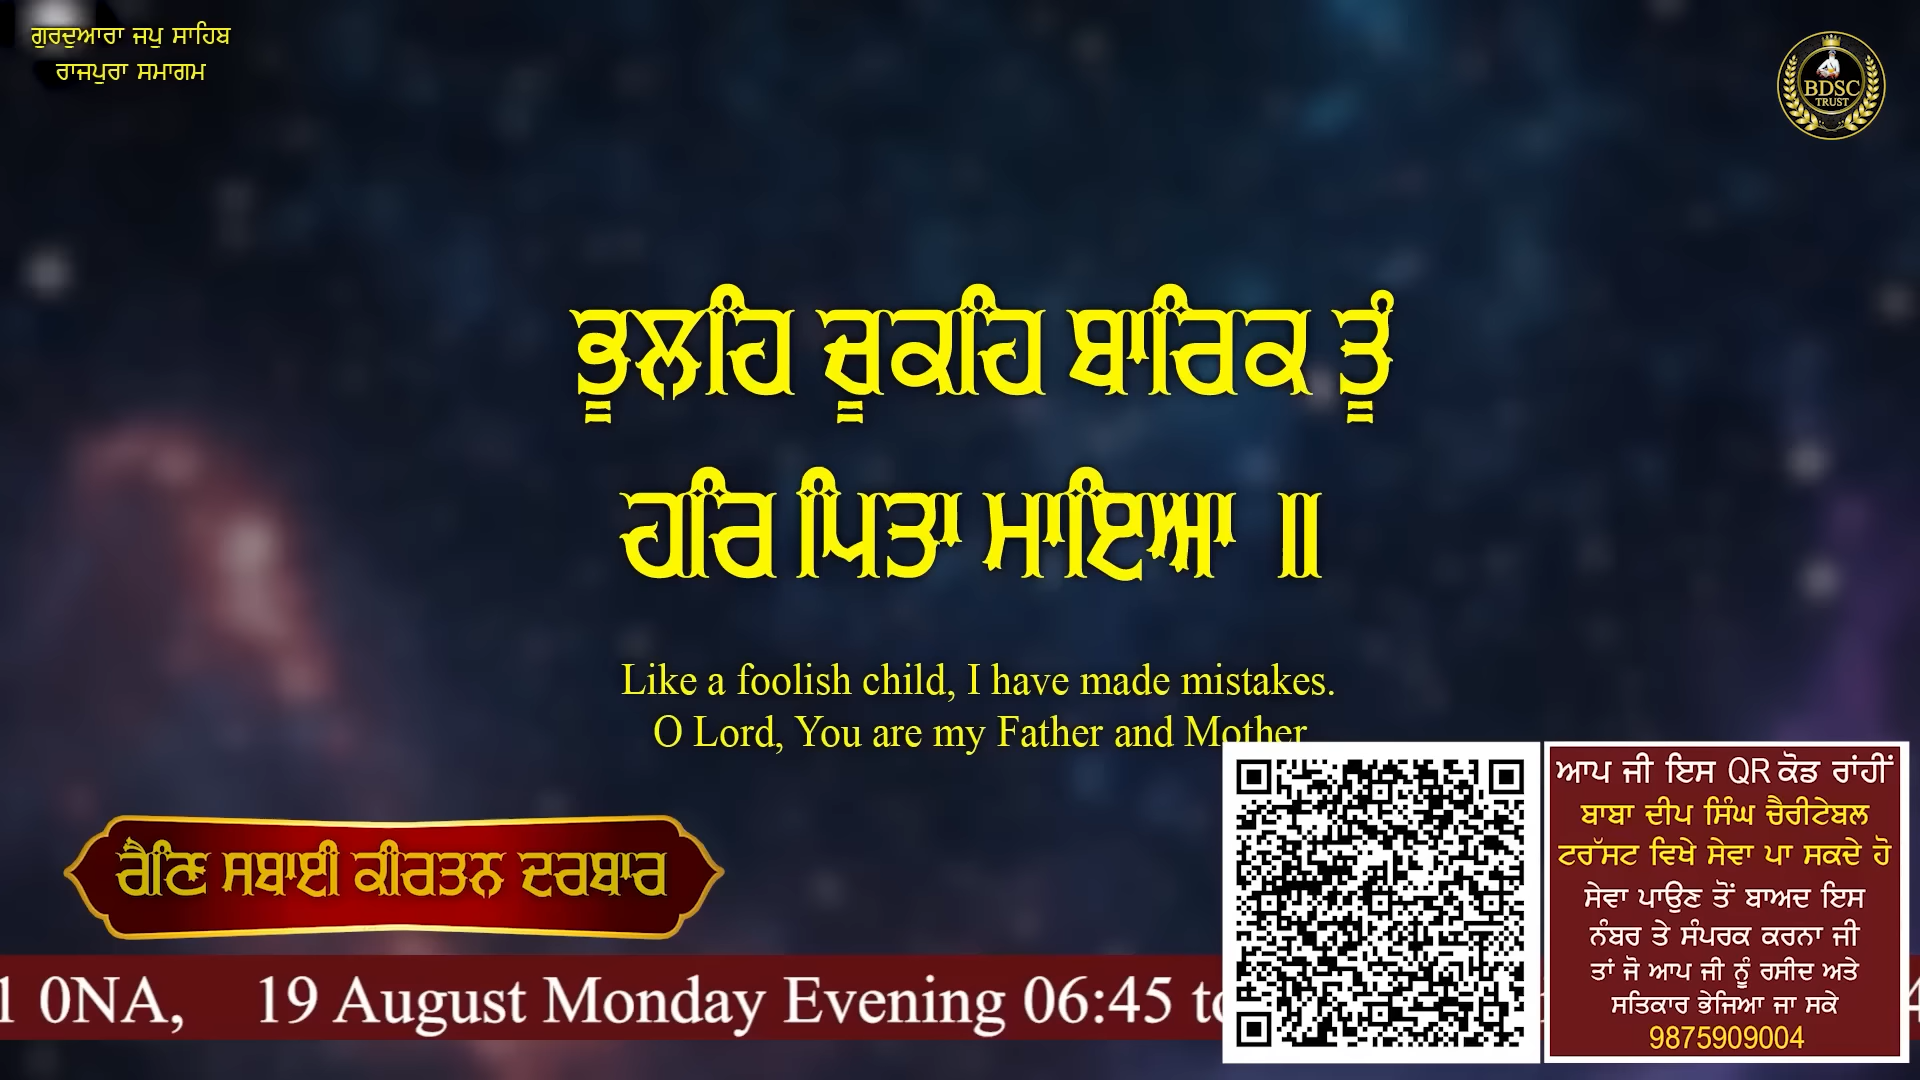 ਗੁਰਦੁਆਰਾ ਜਪੁ ਸਾਹਿਬ
ਰਾਜਪੁਰਾ ਸਮਾਗਮ
BDSC
TRUST
ਭੂਲਹਿ ਚੂਕਹਿ ਬਾਰਿਕ ਤੂੰ
ਹਰਿ ਪਿਤਾ ਮਾਇਆ ॥
Like a foolish child, I have made mistakes.
O Lord, You are my Father and Mother
ਰੈਣਿ ਸਬਾਈ ਕੀਰਤਨ ਦਰਬਾਰ
ਆਪ ਜੀ ਇਸ QR ਕੋਡ ਰਾਂਹੀਂ
ਬਾਬਾ ਦੀਪ ਸਿੰਘ ਚੈਰੀਟੇਬਲ
ਟਰੱਸਟ ਵਿਖੇ ਸੇਵਾ ਪਾ ਸਕਦੇ ਹੋ
ਸੇਵਾ ਪਾਉਣ ਤੋਂ ਬਾਅਦ ਇਸ
ਨੰਬਰ ਤੇ ਸੰਪਰਕ ਕਰਨਾ ਜੀ
ਤਾਂ ਜੋ ਆਪ ਜੀ ਨੂੰ ਰਸੀਦ ਅਤੇ
ਸਤਿਕਾਰ ਭੇਜਿਆ ਜਾ ਸਕੇ
9875909004
1 0NA, 19 August Monday Evening 06:45 to